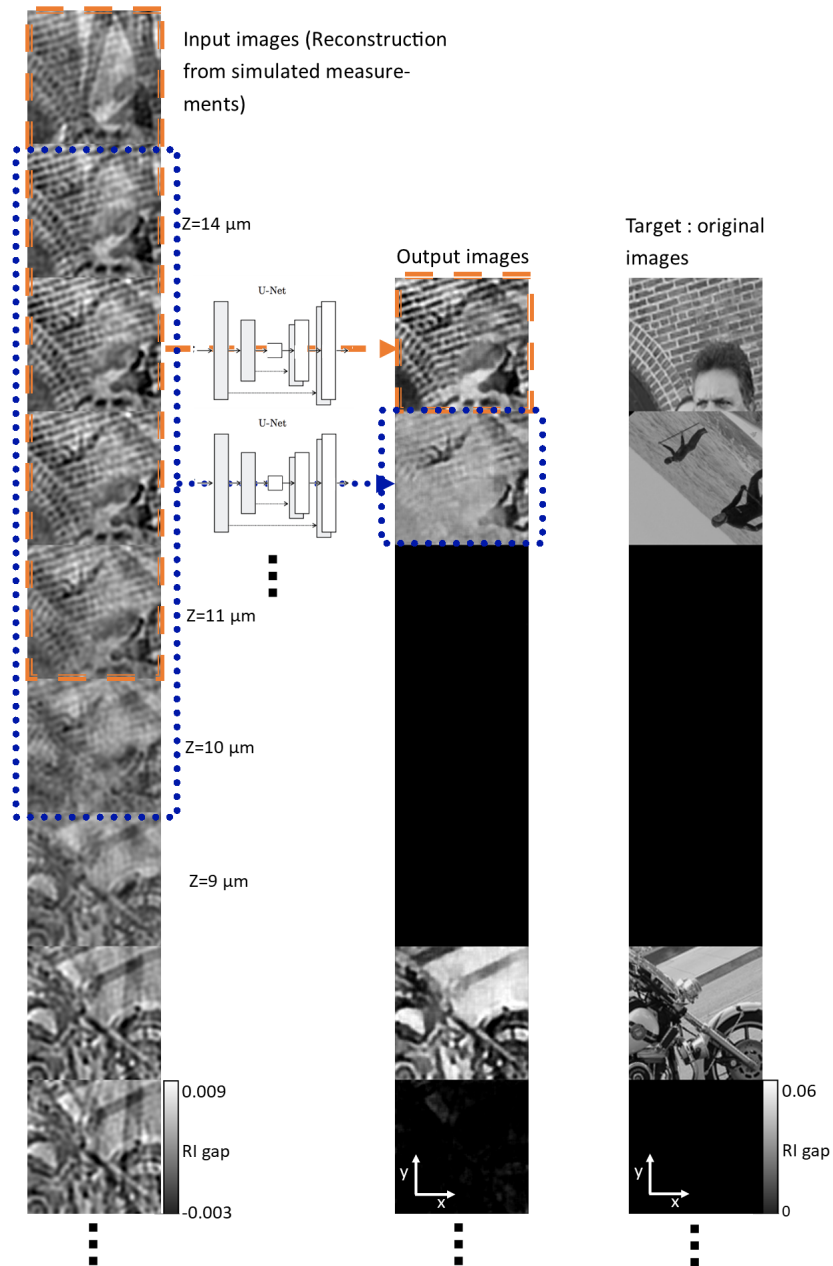 Input images (Reconstruction
from simulated measure-
ments)
Z=14 µm
Target : original
images
Output images
U-Net
U-Net
Z=11 µm
Z=10 µm
Z=9 µm
0.009
RI gap
-0.003
y
x
y
x
0.06
RI gap
0